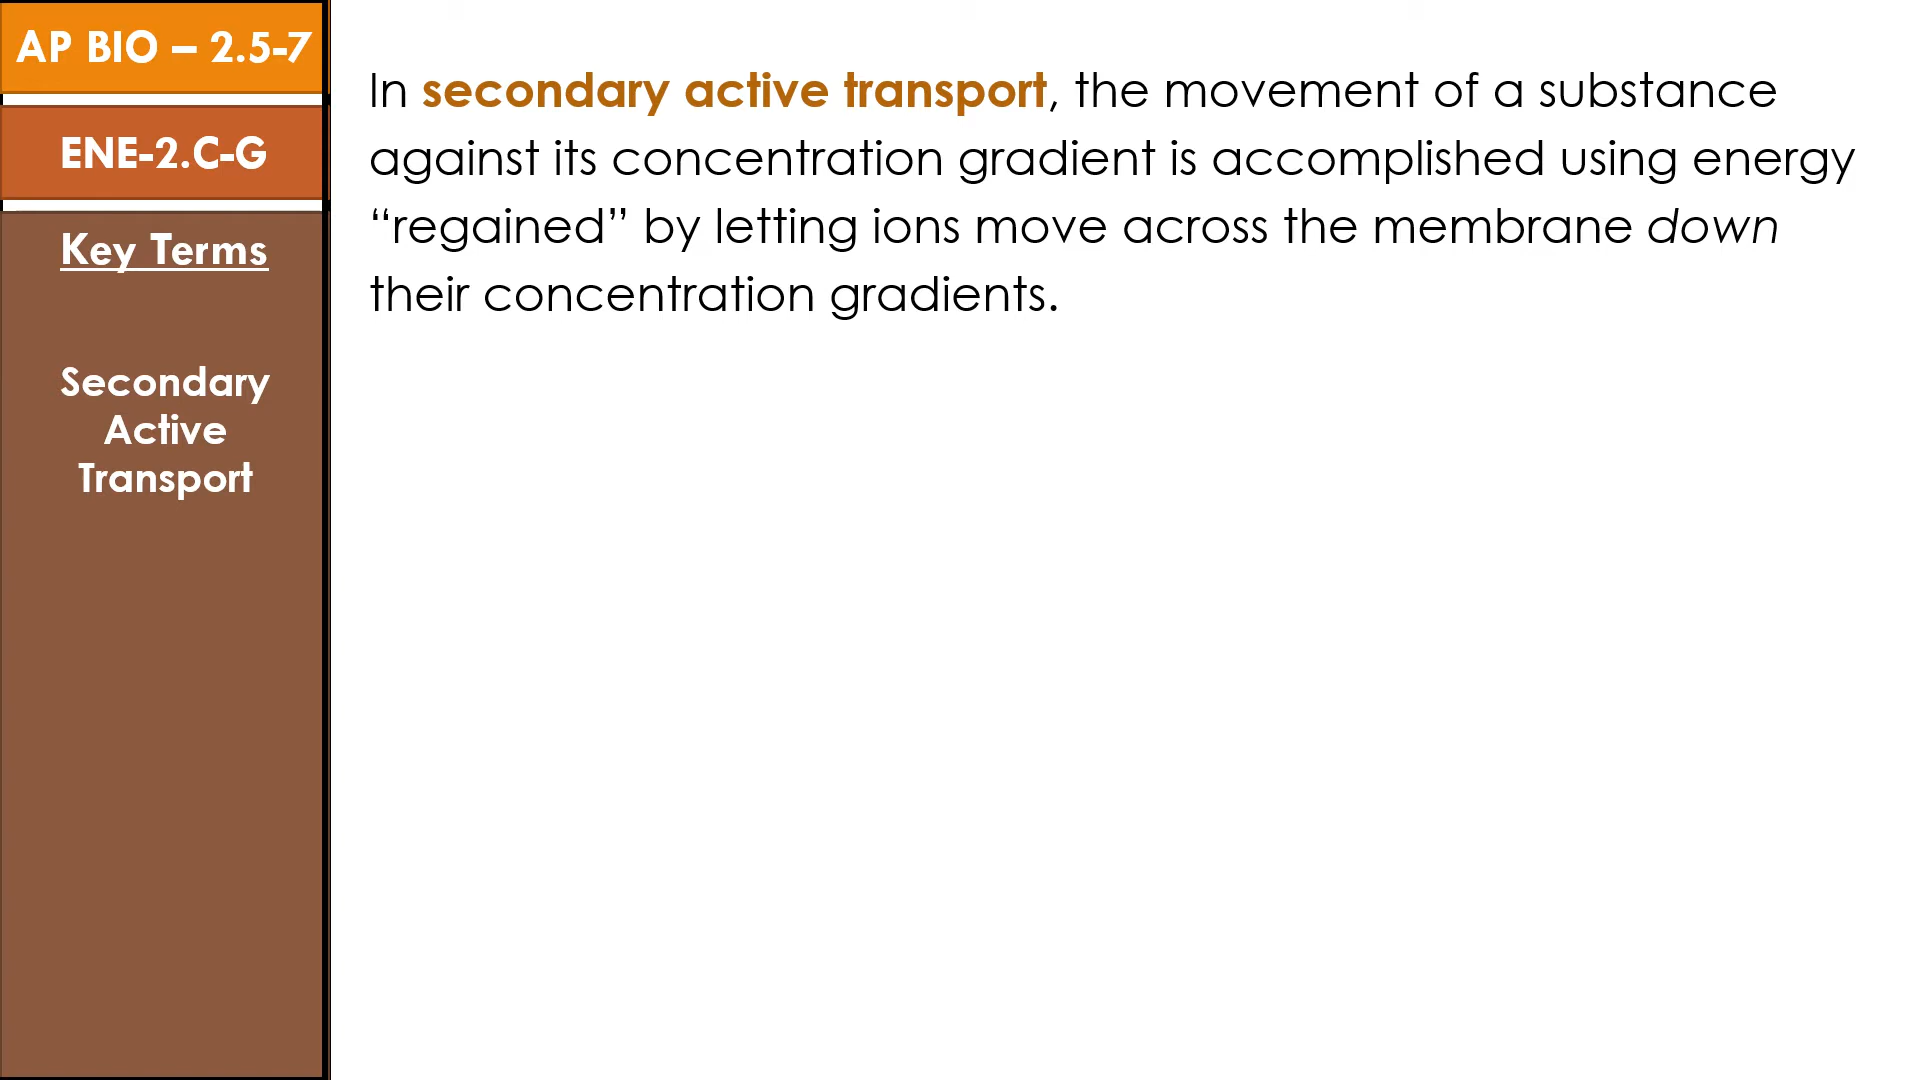 AP BIO – 2.5-7
ENE-2.C-G
Key Terms
Secondary
Active
Transport
In secondary active transport, the movement of a substance
against its concentration gradient is accomplished using energy
“regained” by letting ions move across the membrane down
their concentration gradients.